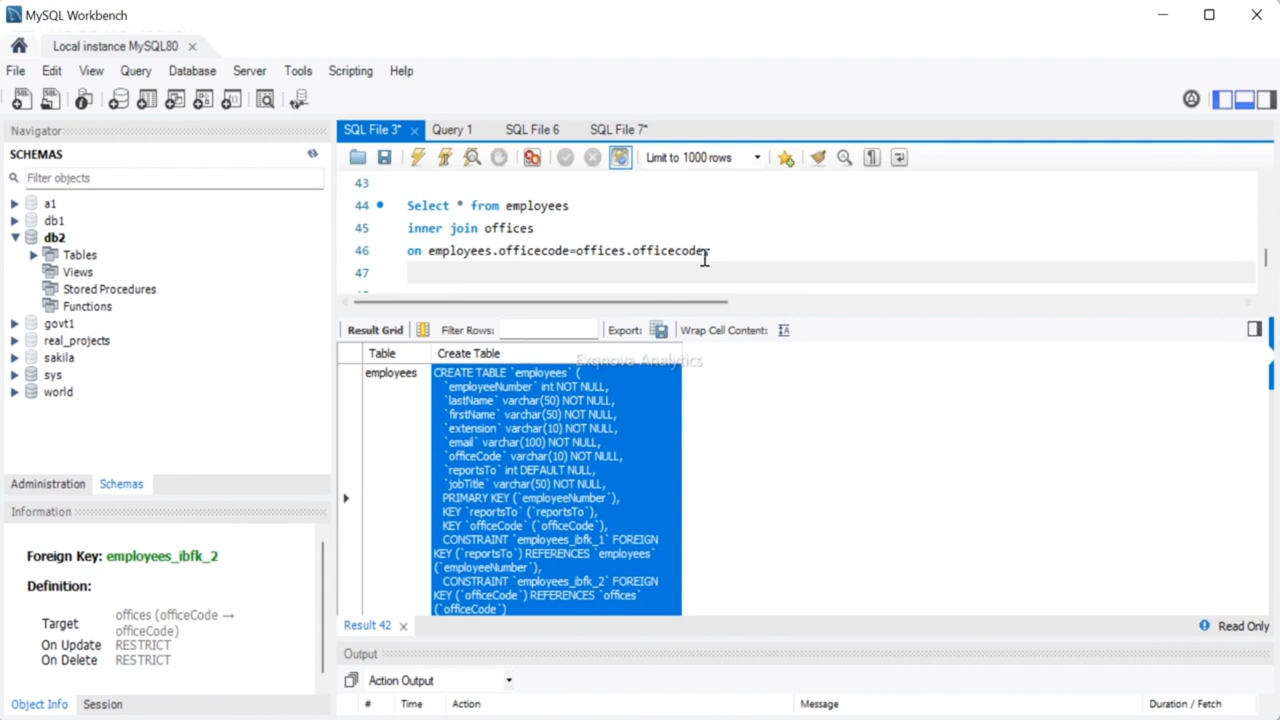 MySQL Workbench
Local instance MySQL80
File Edit View Query Database Server Tools Scripting Help
Navigator
SCHEMAS
Filter objects
a1
db1
db2
Tables
Views
Stored Procedures
Functions
govt1
real_projects
sakila
sys
world
Administration Schemas
Information
Foreign Key: employees_ibfk_2
Definition:
Target offices (officeCode → officeCode)
On Update RESTRICT
On Delete RESTRICT
Object Info Session
SQL File 3* Query 1 SQL File 6 SQL File 7*
Limit to 1000 rows
43
44 Select * from employees
45 inner join offices
46 on employees.officecode=offices.officecode;
47
Result Grid Filter Rows: Export: Wrap Cell Content:
Exqnova Analytics
Table Create Table
employees CREATE TABLE `employees` (
`employeeNumber` int NOT NULL,
`lastName` varchar(50) NOT NULL,
`firstName` varchar(50) NOT NULL,
`extension` varchar(10) NOT NULL,
`email` varchar(100) NOT NULL,
`officeCode` varchar(10) NOT NULL,
`reportsTo` int DEFAULT NULL,
`jobTitle` varchar(50) NOT NULL,
PRIMARY KEY (`employeeNumber`),
KEY `reportsTo` (`reportsTo`),
KEY `officeCode` (`officeCode`),
CONSTRAINT `employees_ibfk_1` FOREIGN
KEY (`reportsTo`) REFERENCES `employees`
(`employeeNumber`),
CONSTRAINT `employees_ibfk_2` FOREIGN
KEY (`officeCode`) REFERENCES `offices`
(`officeCode`)
Result 42 Read Only
Output
Action Output
# Time Action Message Duration / Fetch